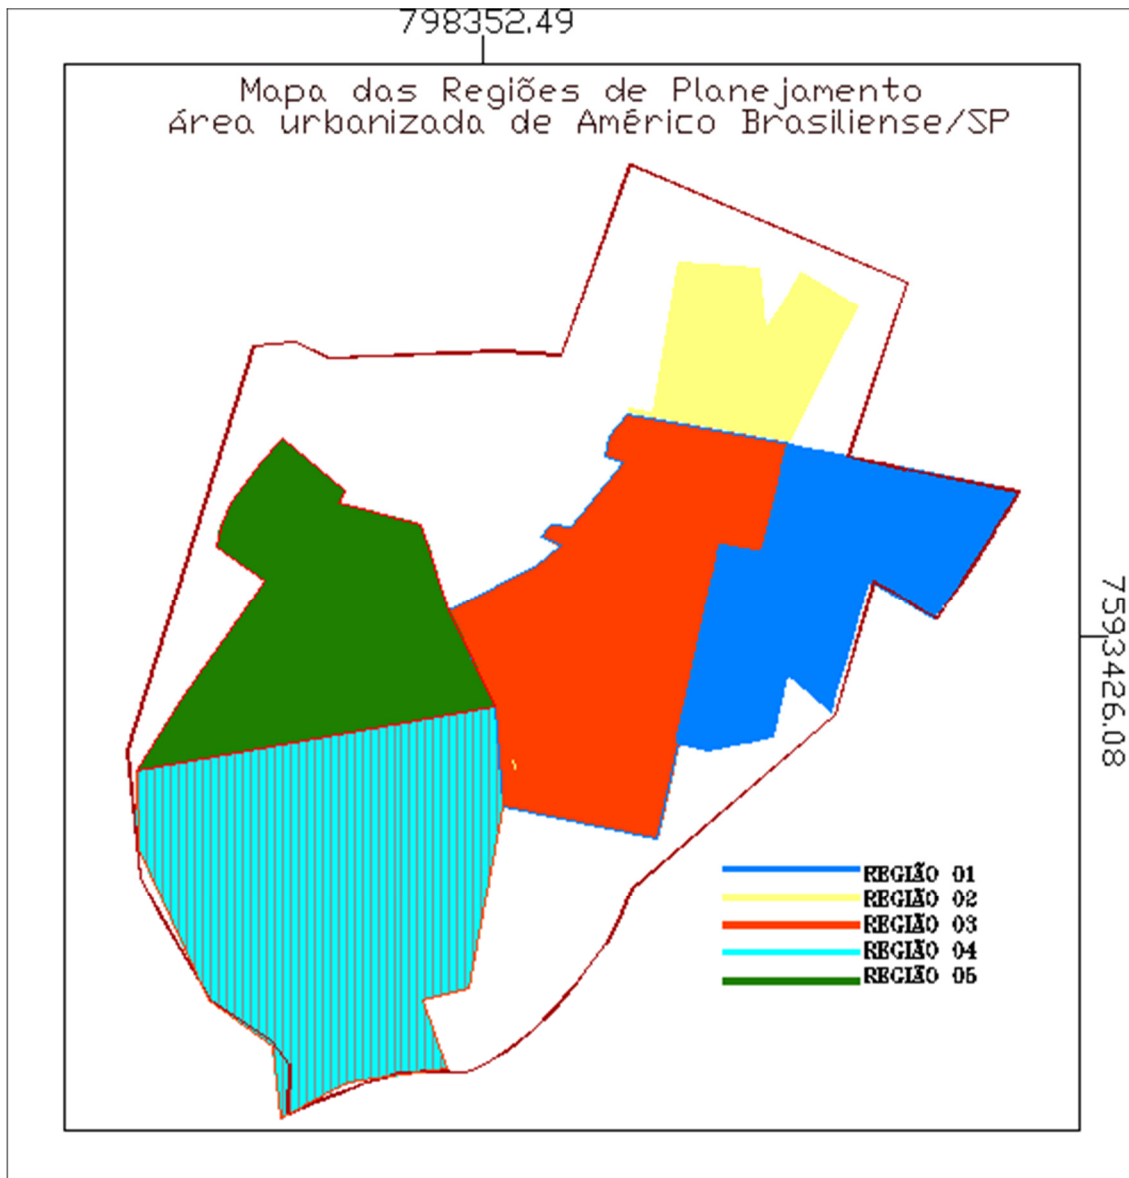 798352.49
Mapa das Regiões de Planejamento
Área urbanizada de Américo Brasiliense/SP
7593426.08
REGIÃO 01
REGIÃO 02
REGIÃO 03
REGIÃO 04
REGIÃO 05